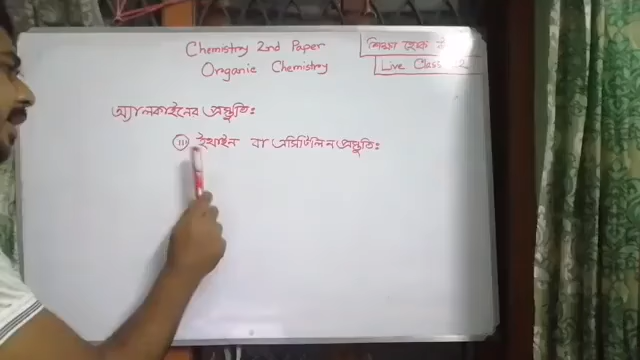 Chemistry 2nd Paper
Organic Chemistry
শিক্ষা হোক
Live Class
অ্যালকাইনের প্রস্তুতিঃ
iii ইথাইন বা এসিটিলিন প্রস্তুতিঃ